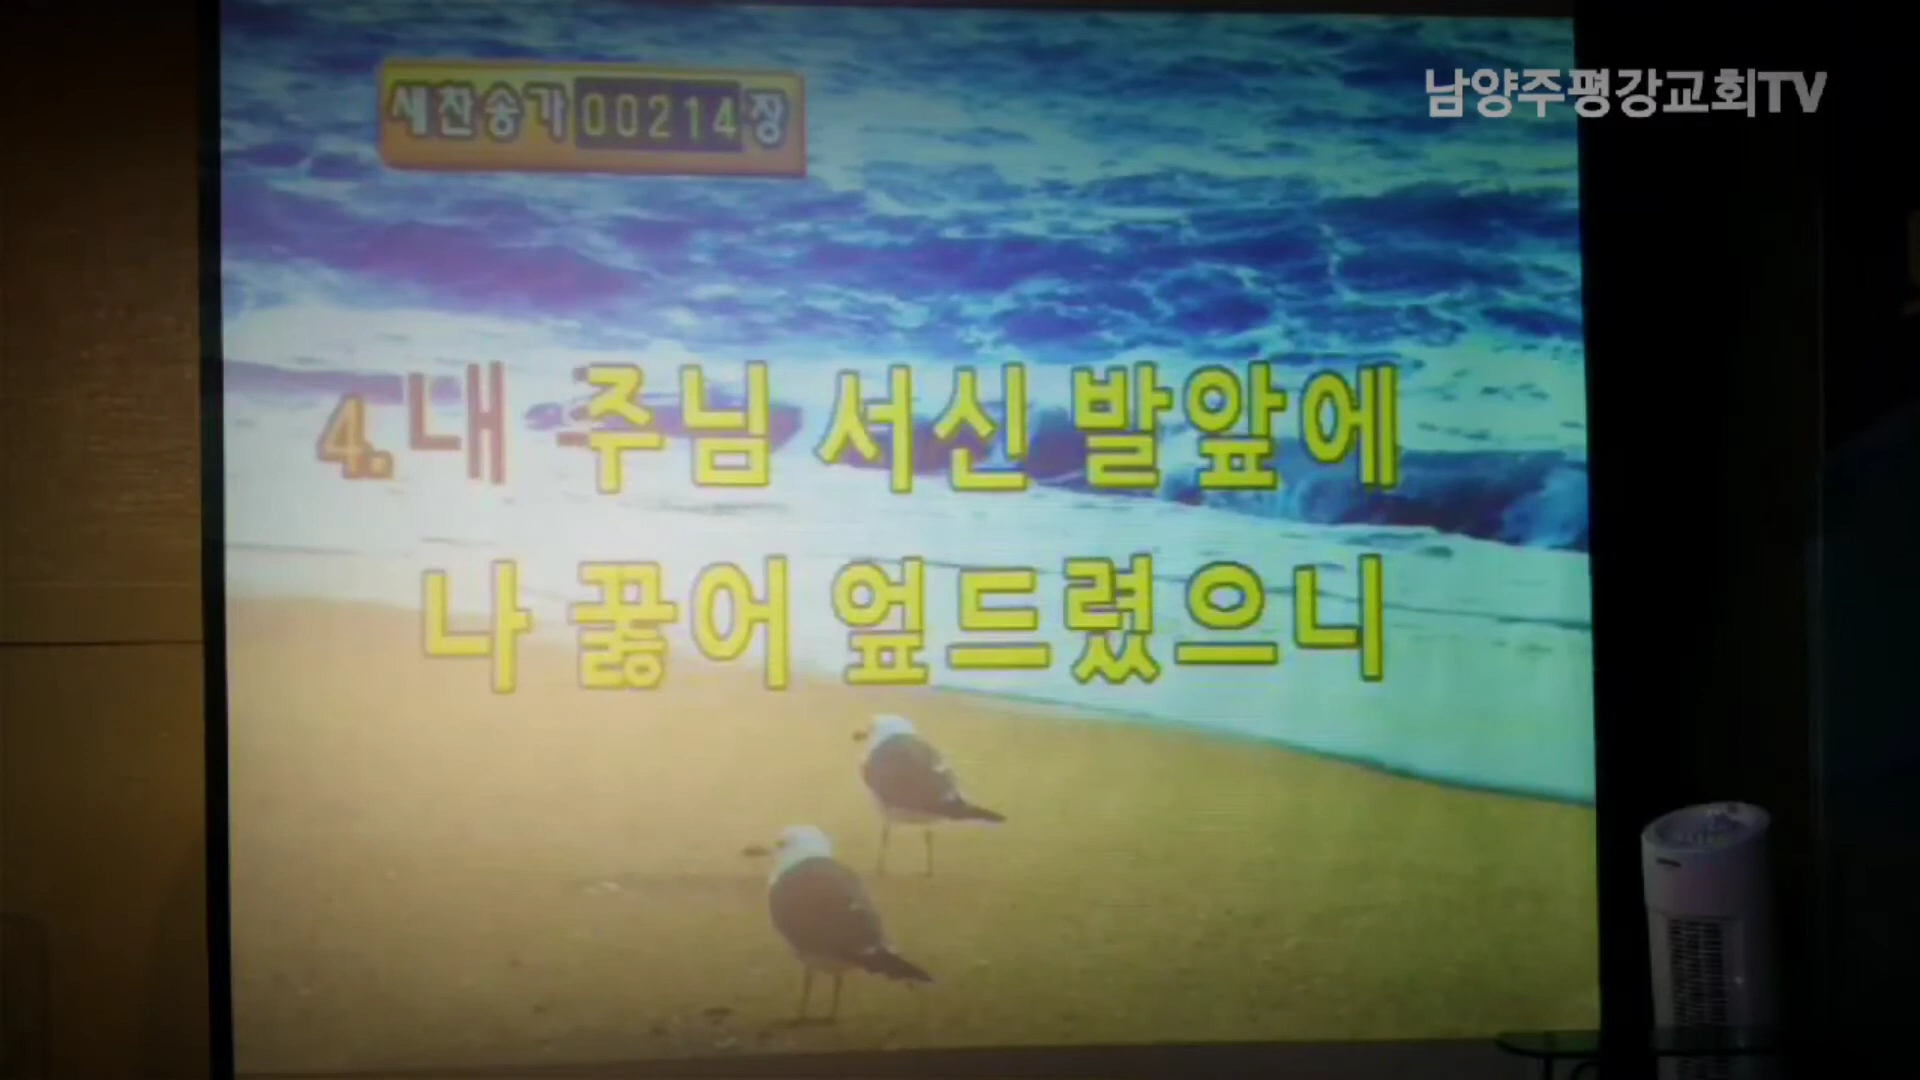 새찬송가 00214장
남양주평강교회TV
4. 내 주님 서신 발앞에
나 꿇어 엎드렸으니